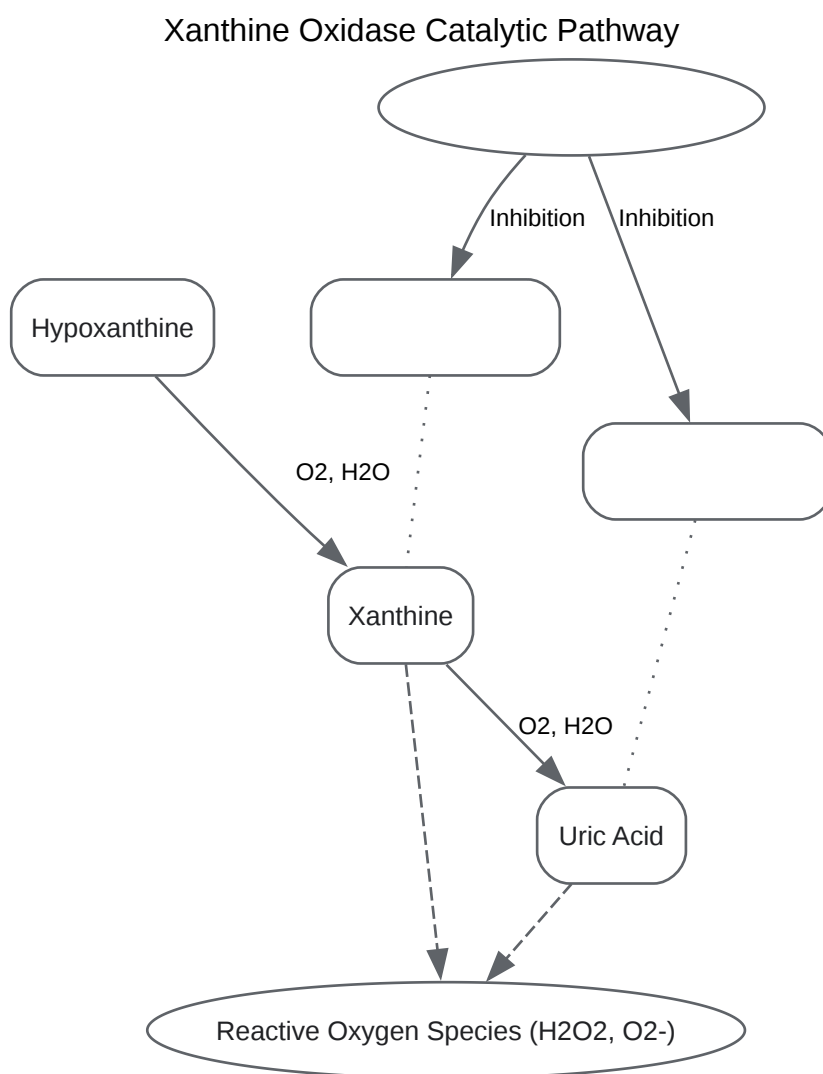 Xanthine Oxidase Catalytic Pathway
Inhibition
Inhibition
Hypoxanthine
O2, H2O
Xanthine
O2, H2O
Uric Acid
Reactive Oxygen Species (H2O2, O2-)